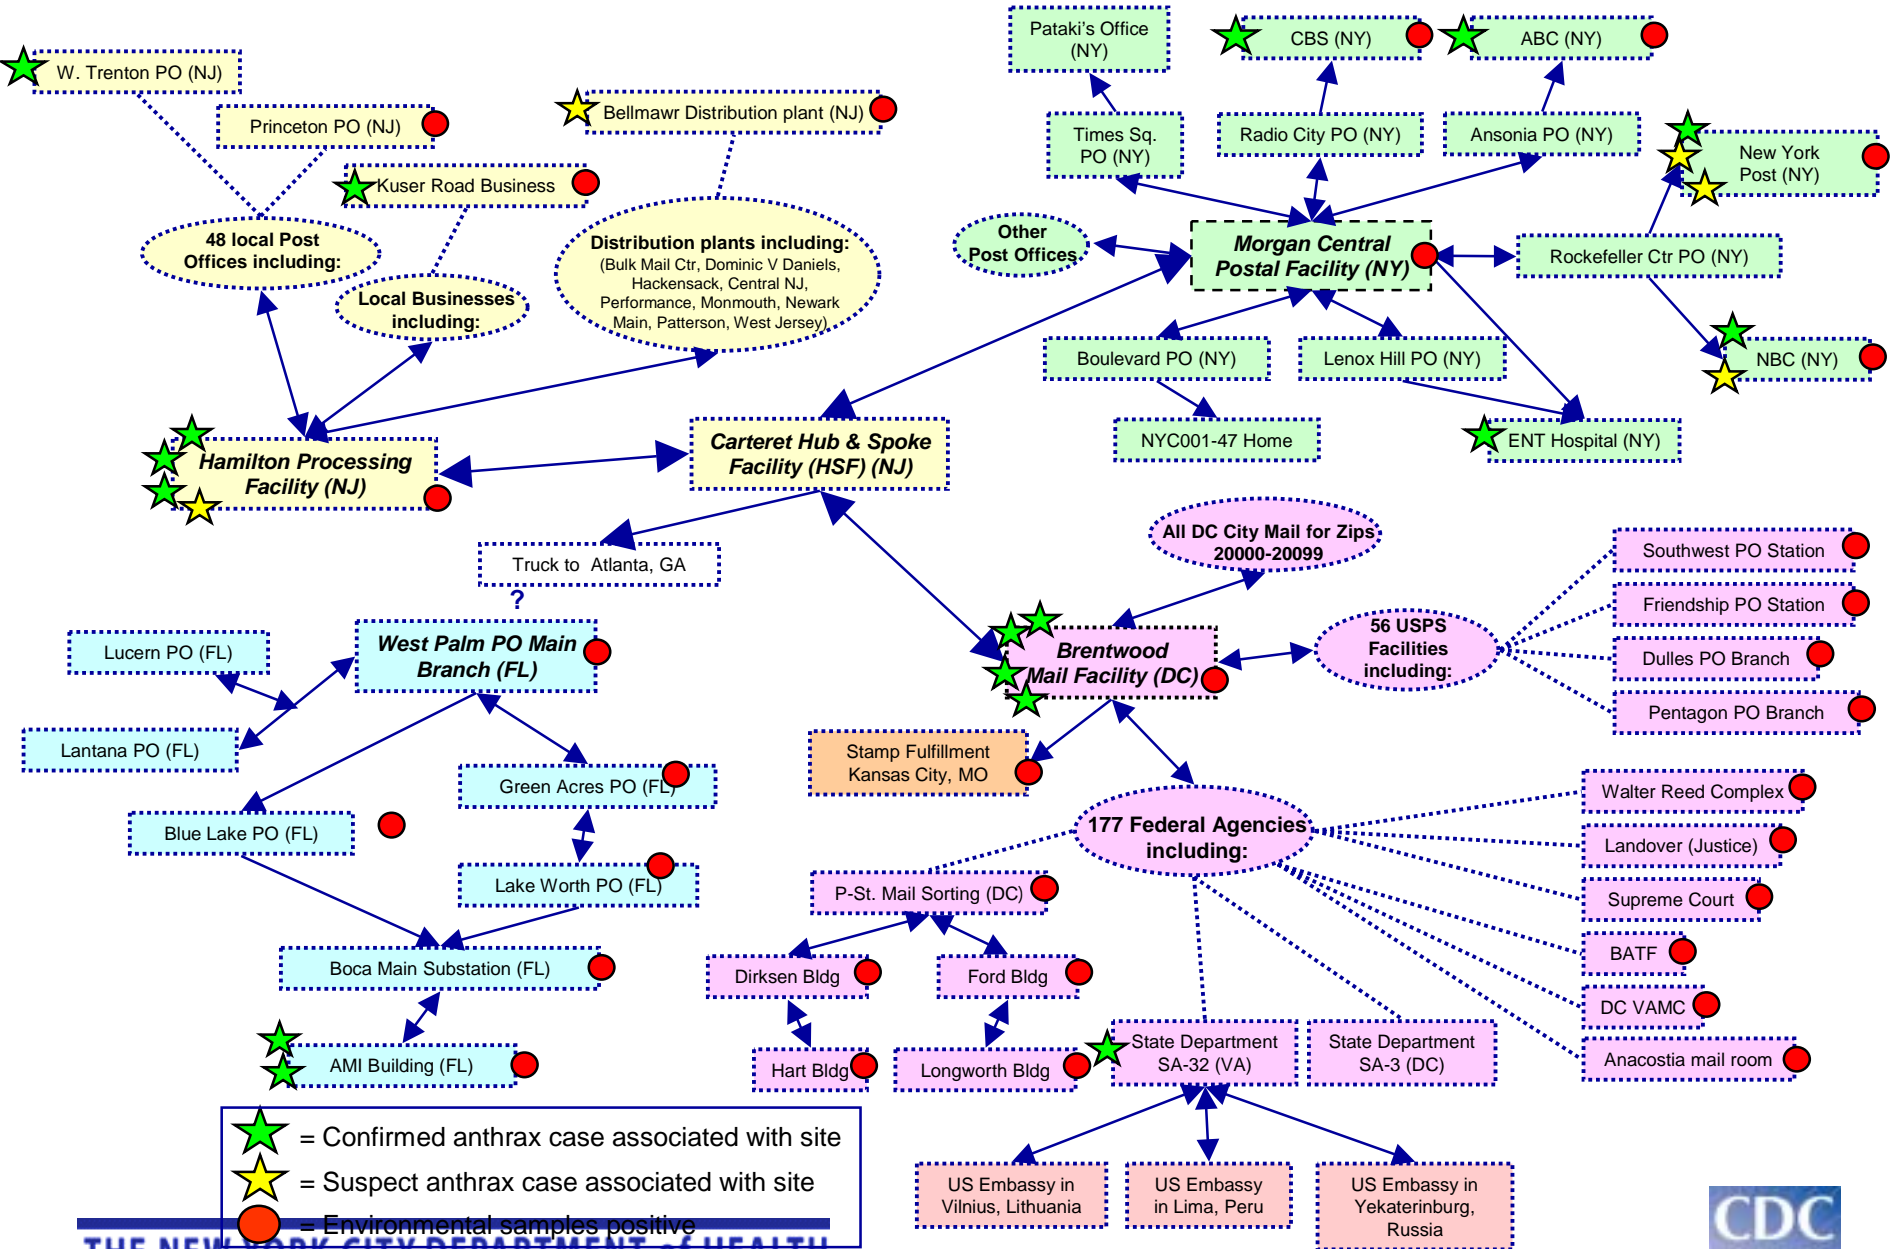 Pataki's Office
(NY)
CBS (NY)
ABC (NY)
W. Trenton PO (NJ)
Princeton PO (NJ)
Bellmawr Distribution plant (NJ)
Times Sq.
PO (NY)
Radio City PO (NY)
Ansonia PO (NY)
New York
Post (NY)
Kuser Road Business
48 local Post
Offices including:
Local Businesses
including:
Distribution plants including:
(Bulk Mail Ctr, Dominic V Daniels,
Hackensack, Central NJ,
Performance, Monmouth, Newark
Main, Patterson, West Jersey)
Other
Post Offices
Morgan Central
Postal Facility (NY)
Rockefeller Ctr PO (NY)
Boulevard PO (NY)
Lenox Hill PO (NY)
NBC (NY)
NYC001-47 Home
ENT Hospital (NY)
Hamilton Processing
Facility (NJ)
Carteret Hub & Spoke
Facility (HSF) (NJ)
Truck to Atlanta, GA
?
All DC City Mail for Zips
20000-20099
Southwest PO Station
Friendship PO Station
Dulles PO Branch
Pentagon PO Branch
56 USPS
Facilities
including:
Brentwood
Mail Facility (DC)
Lucern PO (FL)
West Palm PO Main
Branch (FL)
Lantana PO (FL)
Green Acres PO (FL)
Blue Lake PO (FL)
Lake Worth PO (FL)
Boca Main Substation (FL)
AMI Building (FL)
Stamp Fulfillment
Kansas City, MO
177 Federal Agencies
including:
Walter Reed Complex
Landover (Justice)
Supreme Court
BATF
DC VAMC
Anacostia mail room
P-St. Mail Sorting (DC)
Dirksen Bldg
Ford Bldg
Hart Bldg
Longworth Bldg
State Department
SA-32 (VA)
State Department
SA-3 (DC)
US Embassy in
Vilnius, Lithuania
US Embassy
in Lima, Peru
US Embassy in
Yekaterinburg,
Russia
= Confirmed anthrax case associated with site
= Suspect anthrax case associated with site
= Environmental samples positive
THE NEW YORK CITY DEPARTMENT of HEALTH
CDC